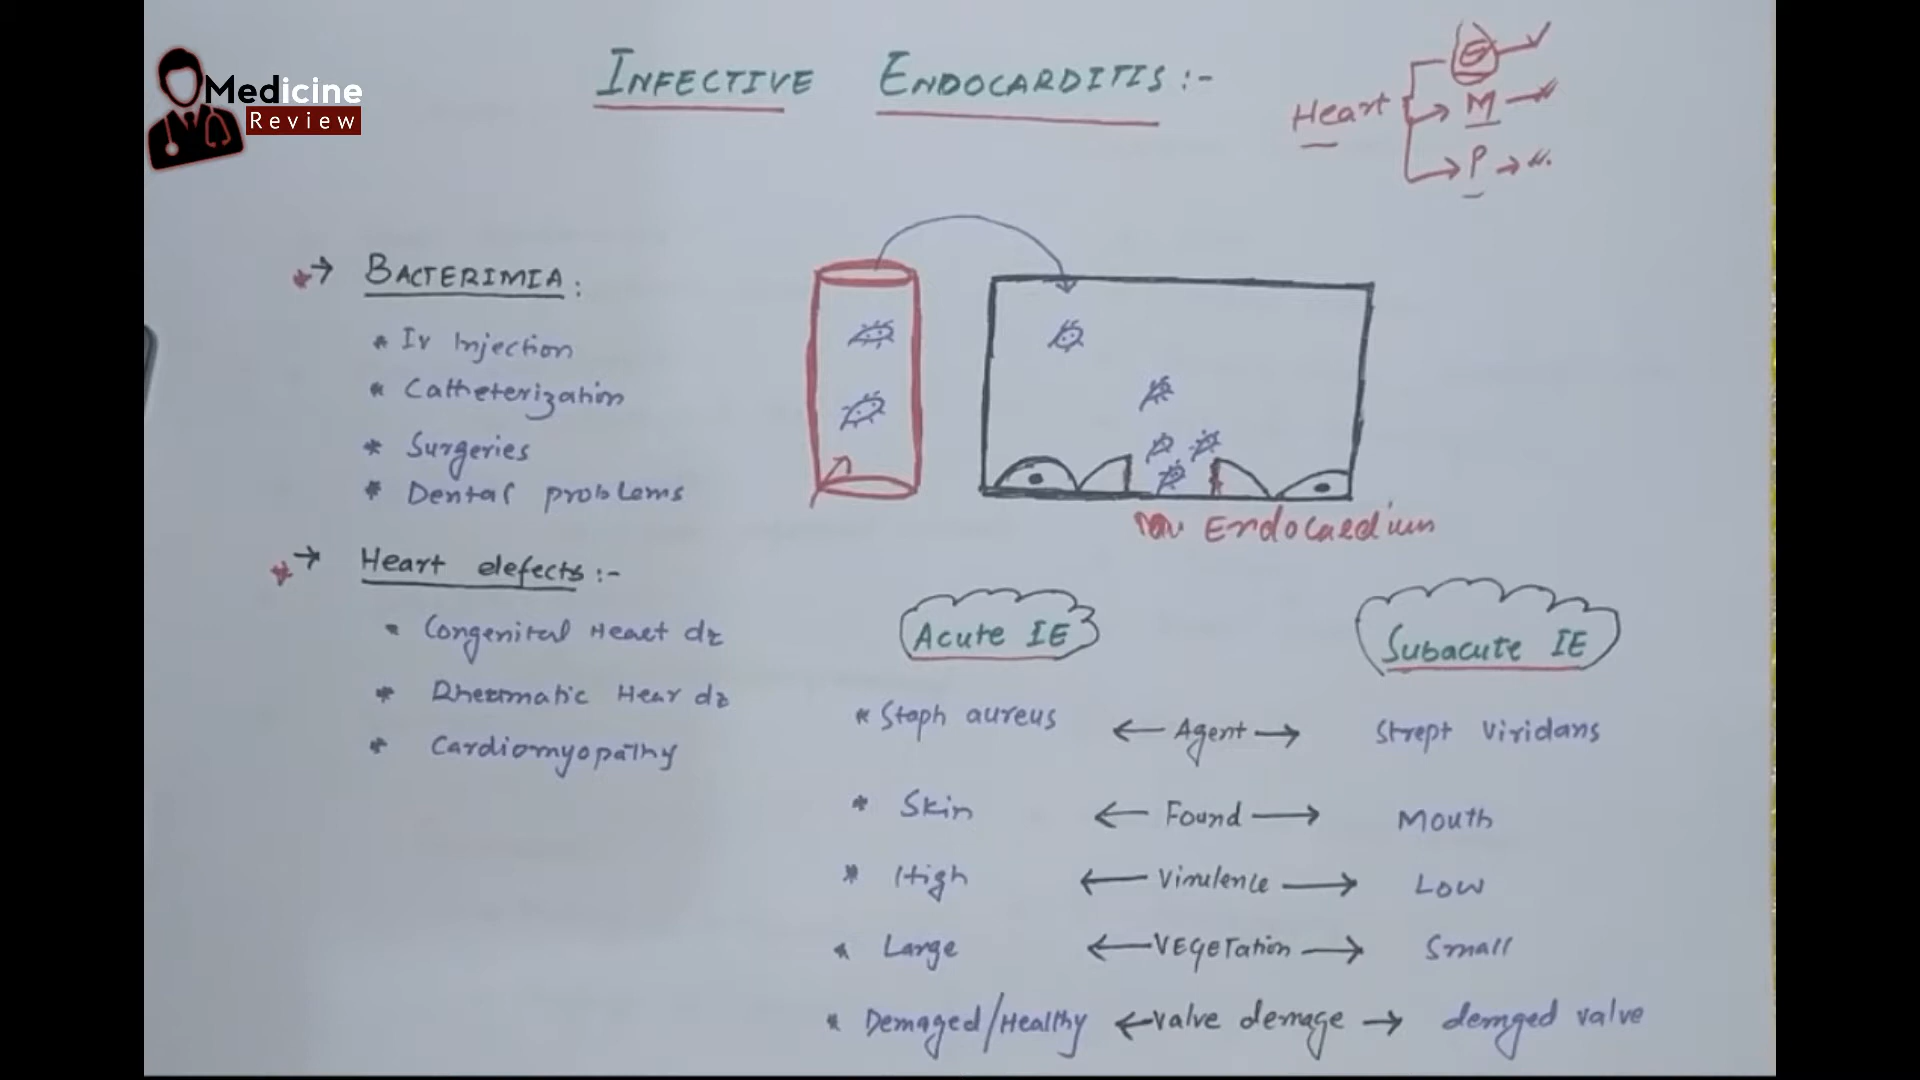 Medicine
Review
INFECTIVE ENDOCARDITIS:-
Heart
E
M
P
BACTERIMIA:
* Iv Injection
* Catheterization
* Surgeries
* Dental problems
Heart defects:-
Congenital Heart dz
* Rheumatic Hear dz
* Cardiomyopathy
Endocardium
Acute IE
Subacute IE
* Staph aureus ← Agent → Strept Viridans
* Skin ← Found → Mouth
* High ← Virulence → Low
* Large ← VEgeTation → Small
* Demaged/Healthy ← valve demage → demged valve